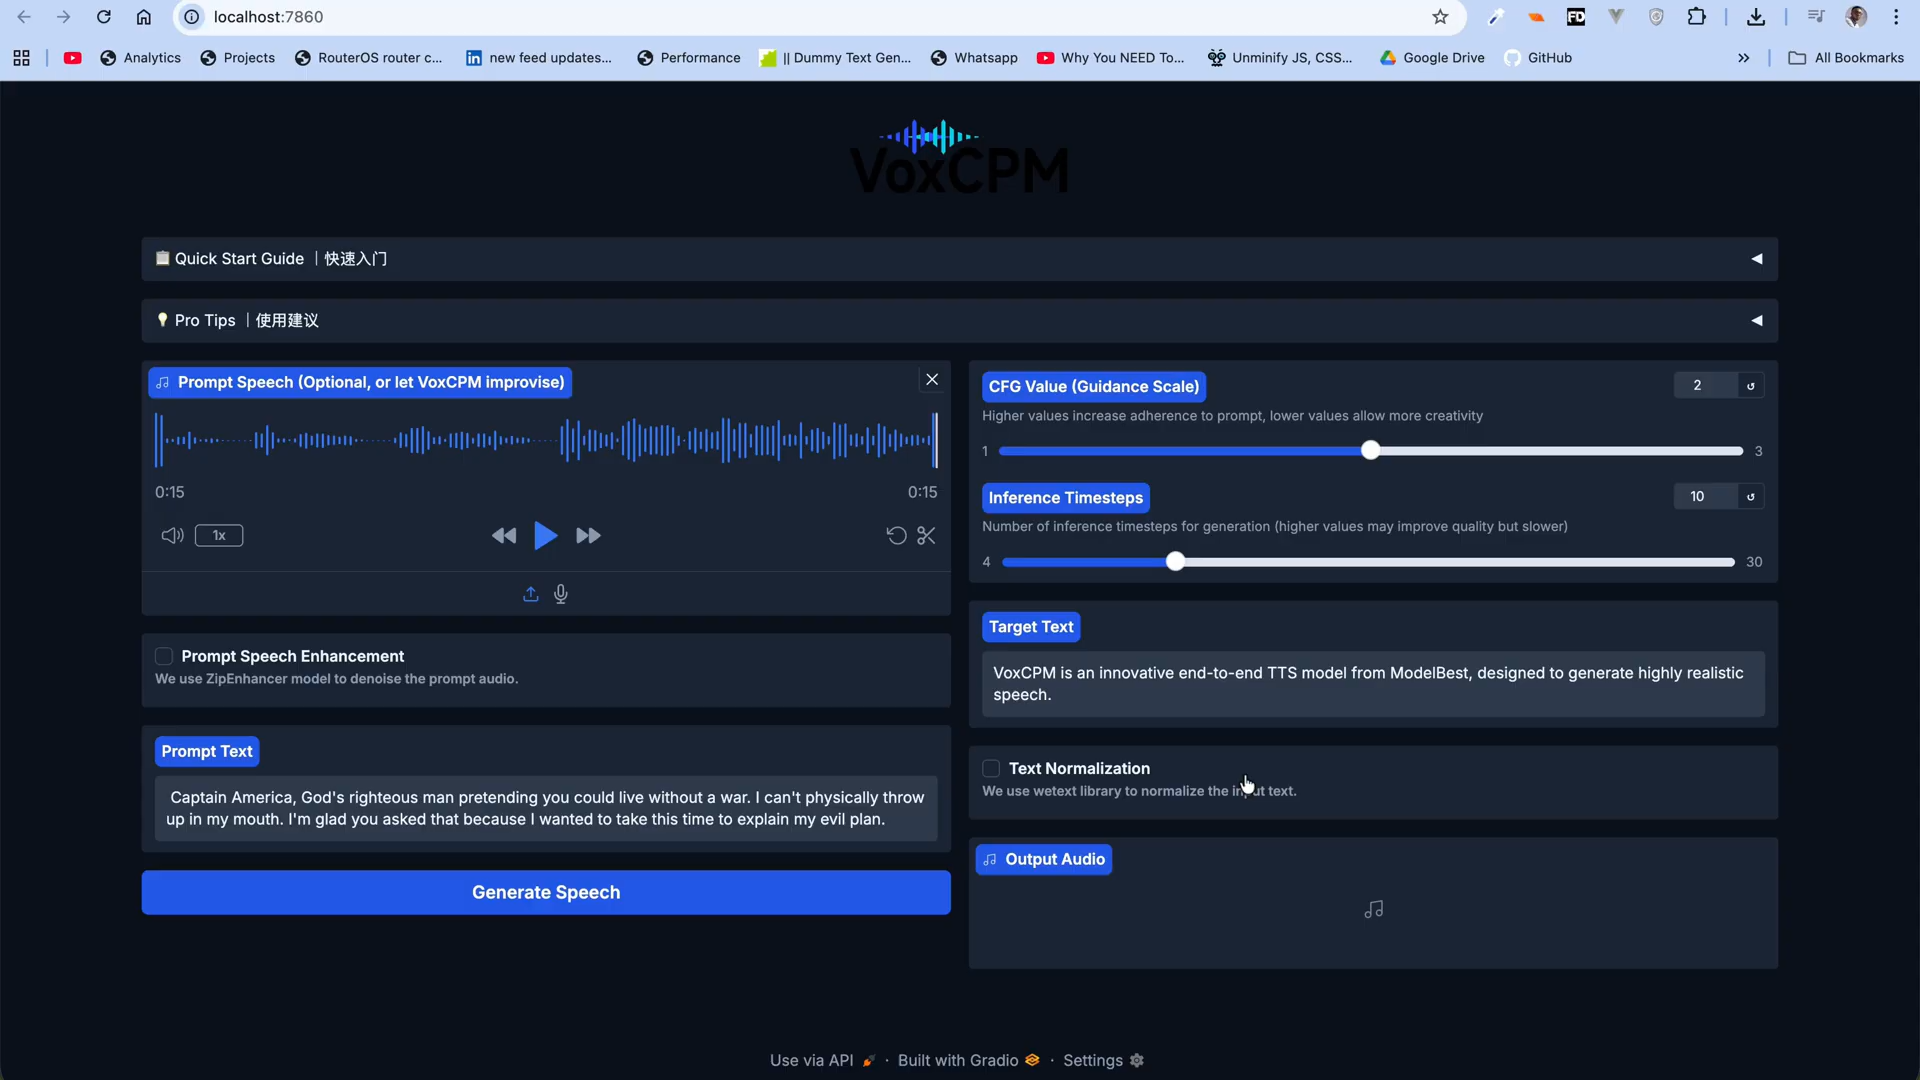 localhost:7860
Analytics
Projects
RouterOS router c...
new feed updates...
Performance
|| Dummy Text Gen...
Whatsapp
Why You NEED To...
Unminify JS, CSS...
Google Drive
GitHub
»
All Bookmarks
FD
VoxCPM
Quick Start Guide ｜快速入门
Pro Tips ｜使用建议
Prompt Speech (Optional, or let VoxCPM improvise)
0:15
0:15
1x
Prompt Speech Enhancement
We use ZipEnhancer model to denoise the prompt audio.
Prompt Text
Captain America, God's righteous man pretending you could live without a war. I can't physically throw
up in my mouth. I'm glad you asked that because I wanted to take this time to explain my evil plan.
Generate Speech
CFG Value (Guidance Scale)
2
Higher values increase adherence to prompt, lower values allow more creativity
1
3
Inference Timesteps
10
Number of inference timesteps for generation (higher values may improve quality but slower)
4
30
Target Text
VoxCPM is an innovative end-to-end TTS model from ModelBest, designed to generate highly realistic
speech.
Text Normalization
We use wetext library to normalize the input text.
Output Audio
Use via API · Built with Gradio · Settings